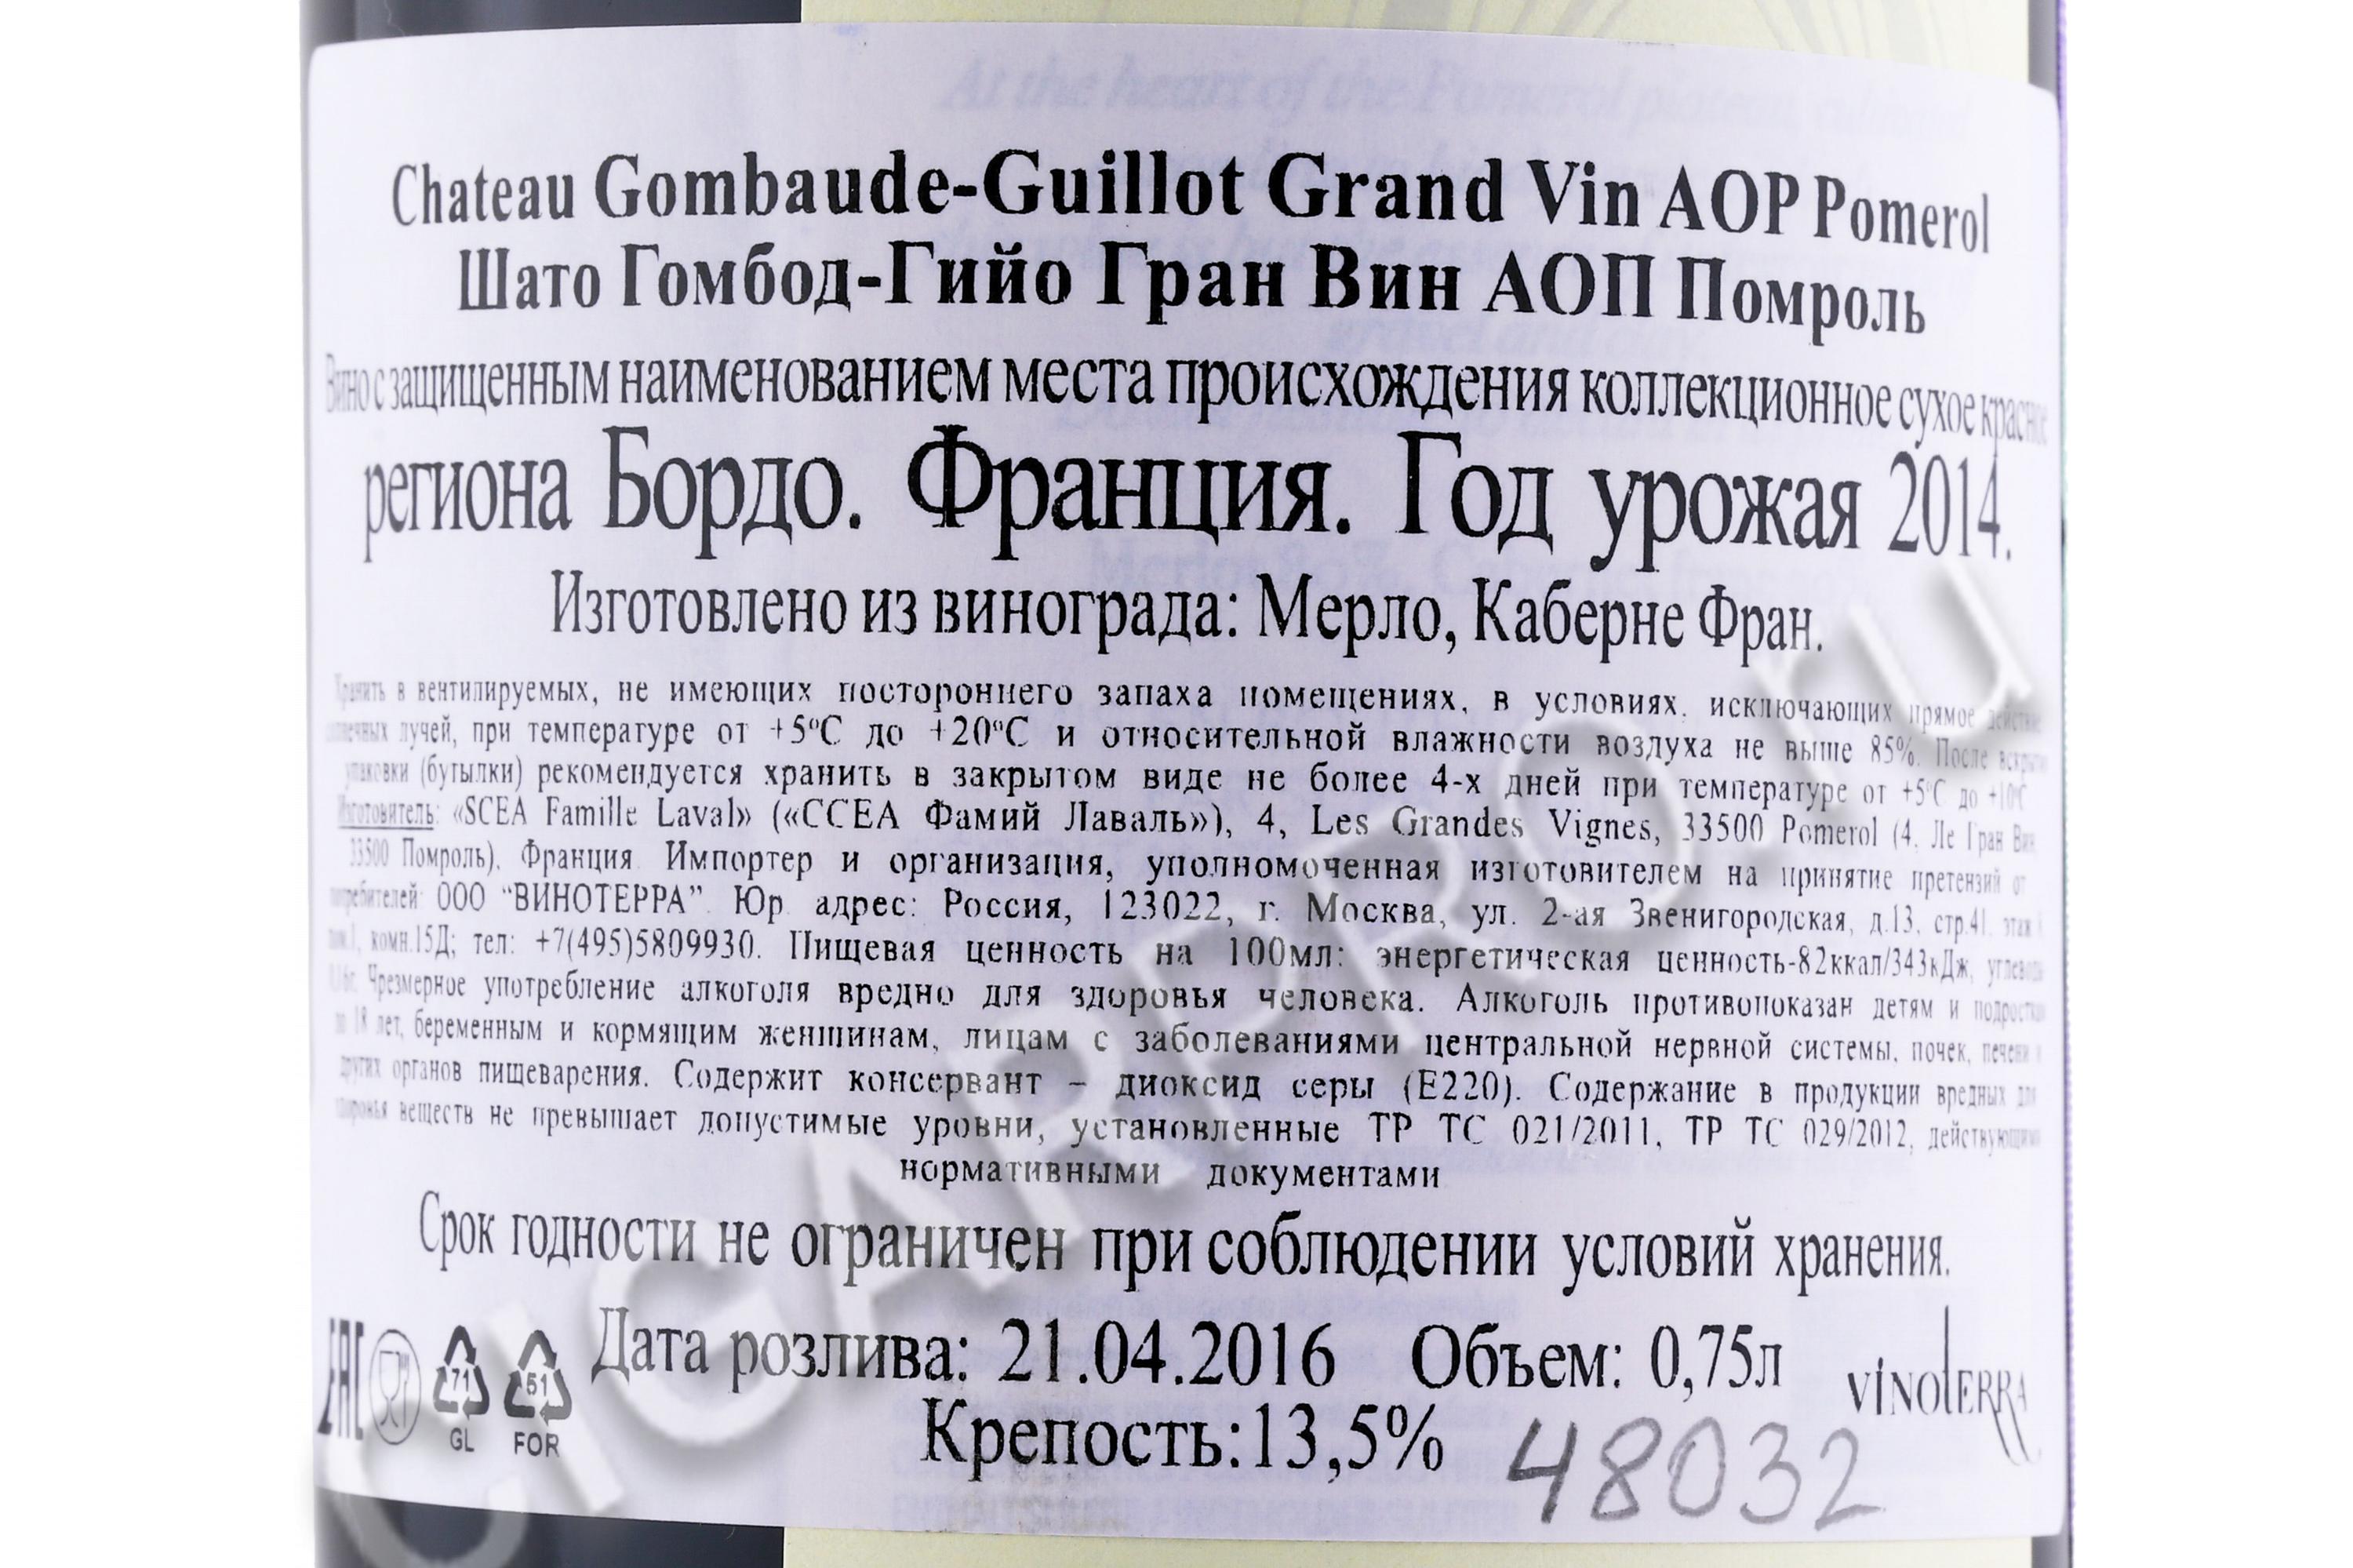 Chateau Gombaude-Guillot Grand Vin AOP Pomerol
Шато Гомбод-Гийо Гран Вин АОП Помроль
Вино с защищенным наименованием места происхождения коллекционное сухое красное
региона Бордо. Франция. Год урожая 2014.
Изготовлено из винограда: Мерло, Каберне Фран.
Хранить в вентилируемых, не имеющих постороннего запаха помещениях, в условиях, исключающих прямое действие
солнечных лучей, при температуре от +5°С до +20°С и относительной влажности воздуха не выше 85%. После вскрытия
упаковки (бутылки) рекомендуется хранить в закрытом виде не более 4-х дней при температуре от +5°С до +10°С
Изготовитель: «SCEA Famille Laval» («ССЕА Фамий Лаваль»), 4, Les Grandes Vignes, 33500 Pomerol (4, Ле Гран Вин
33500 Помроль), Франция. Импортер и организация, уполномоченная изготовителем на принятие претензий от
потребителей: ООО “ВИНОТЕРРА”. Юр. адрес: Россия, 123022, г. Москва, ул. 2-ая Звенигородская, д.13, стр.41, этаж
комн.15Д; тел: +7(495)5809930. Пищевая ценность на 100мл: энергетическая ценность-82ккал/343кДж, углеводы
Чрезмерное употребление алкоголя вредно для здоровья человека. Алкоголь противопоказан детям и подросткам
до 18 лет, беременным и кормящим женщинам, лицам с заболеваниями центральной нервной системы, почек, печени и
других органов пищеварения. Содержит консервант – диоксид серы (Е220). Содержание в продукции вредных для
здоровья веществ не превышает допустимые уровни, установленные ТР ТС 021/2011, ТР ТС 029/2012, действующими
нормативными документами
Срок годности не ограничен при соблюдении условий хранения.
Дата розлива: 21.04.2016 Объем: 0,75л
Крепость:13,5%
EAC
71
GL
51
FOR
VINOTERRA
48032
CIGARPRO.ru